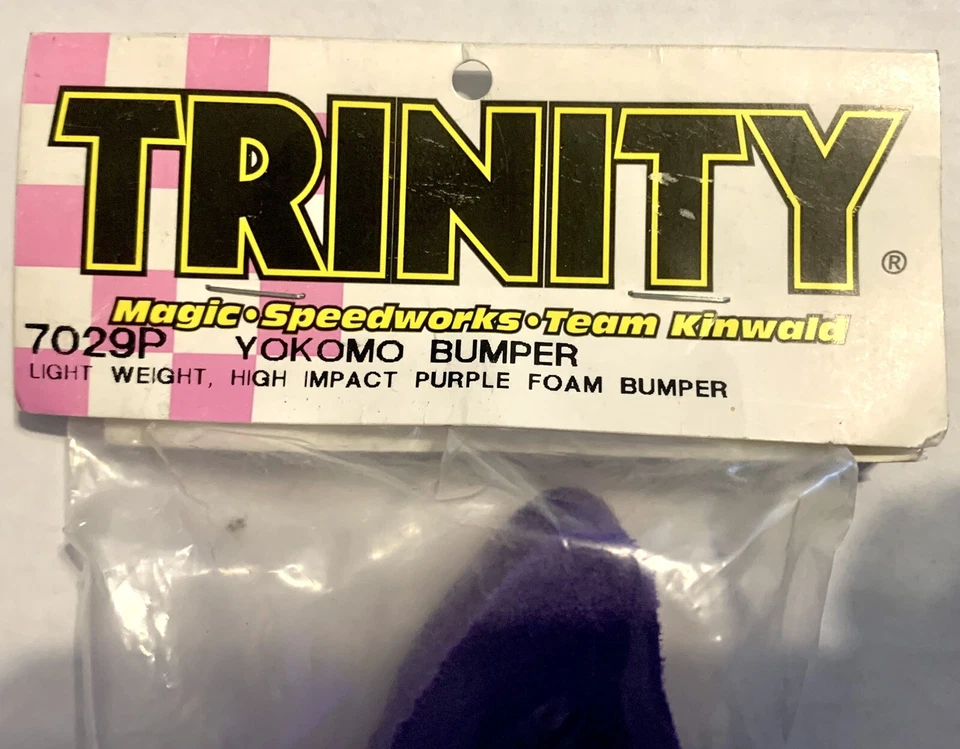 TRINITY®
Magic•Speedworks•Team Kinwald
7029P YOKOMO BUMPER
LIGHT WEIGHT, HIGH IMPACT PURPLE FOAM BUMPER